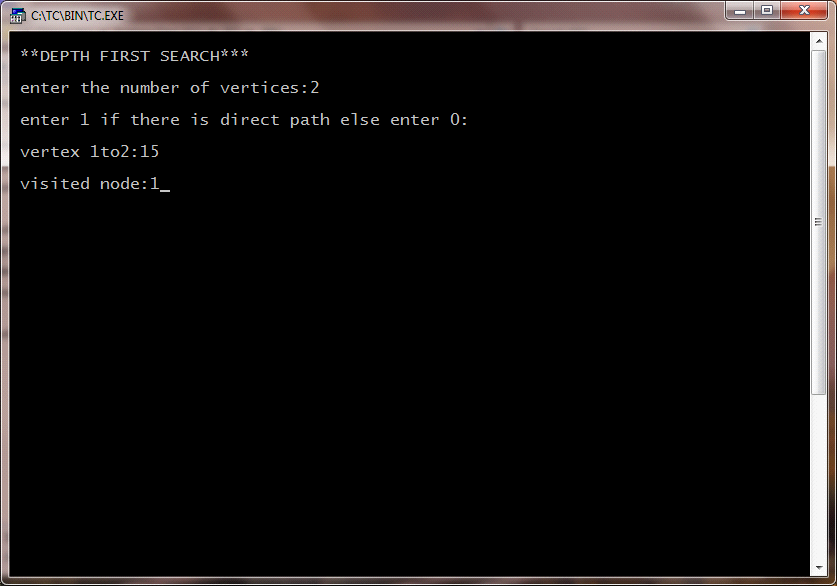 C:\TC\BIN\TC.EXE
**DEPTH FIRST SEARCH***
enter the number of vertices:2
enter 1 if there is direct path else enter 0:
vertex 1to2:15
visited node:1_